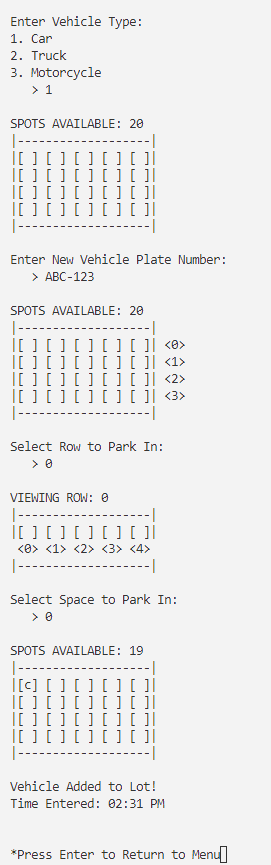 Enter Vehicle Type:
1. Car
2. Truck
3. Motorcycle
> 1
SPOTS AVAILABLE: 20
|-------------------|
|[ ] [ ] [ ] [ ] [ ]|
|[ ] [ ] [ ] [ ] [ ]|
|[ ] [ ] [ ] [ ] [ ]|
|[ ] [ ] [ ] [ ] [ ]|
|-------------------|
Enter New Vehicle Plate Number:
> ABC-123
SPOTS AVAILABLE: 20
|-------------------|
|[ ] [ ] [ ] [ ] [ ]| <0>
|[ ] [ ] [ ] [ ] [ ]| <1>
|[ ] [ ] [ ] [ ] [ ]| <2>
|[ ] [ ] [ ] [ ] [ ]| <3>
|-------------------|
Select Row to Park In:
> 0
VIEWING ROW: 0
|-------------------|
|[ ] [ ] [ ] [ ] [ ]|
<0> <1> <2> <3> <4>
|-------------------|
Select Space to Park In:
> 0
SPOTS AVAILABLE: 19
|-------------------|
|[c] [ ] [ ] [ ] [ ]|
|[ ] [ ] [ ] [ ] [ ]|
|[ ] [ ] [ ] [ ] [ ]|
|[ ] [ ] [ ] [ ] [ ]|
|-------------------|
Vehicle Added to Lot!
Time Entered: 02:31 PM
*Press Enter to Return to Menu